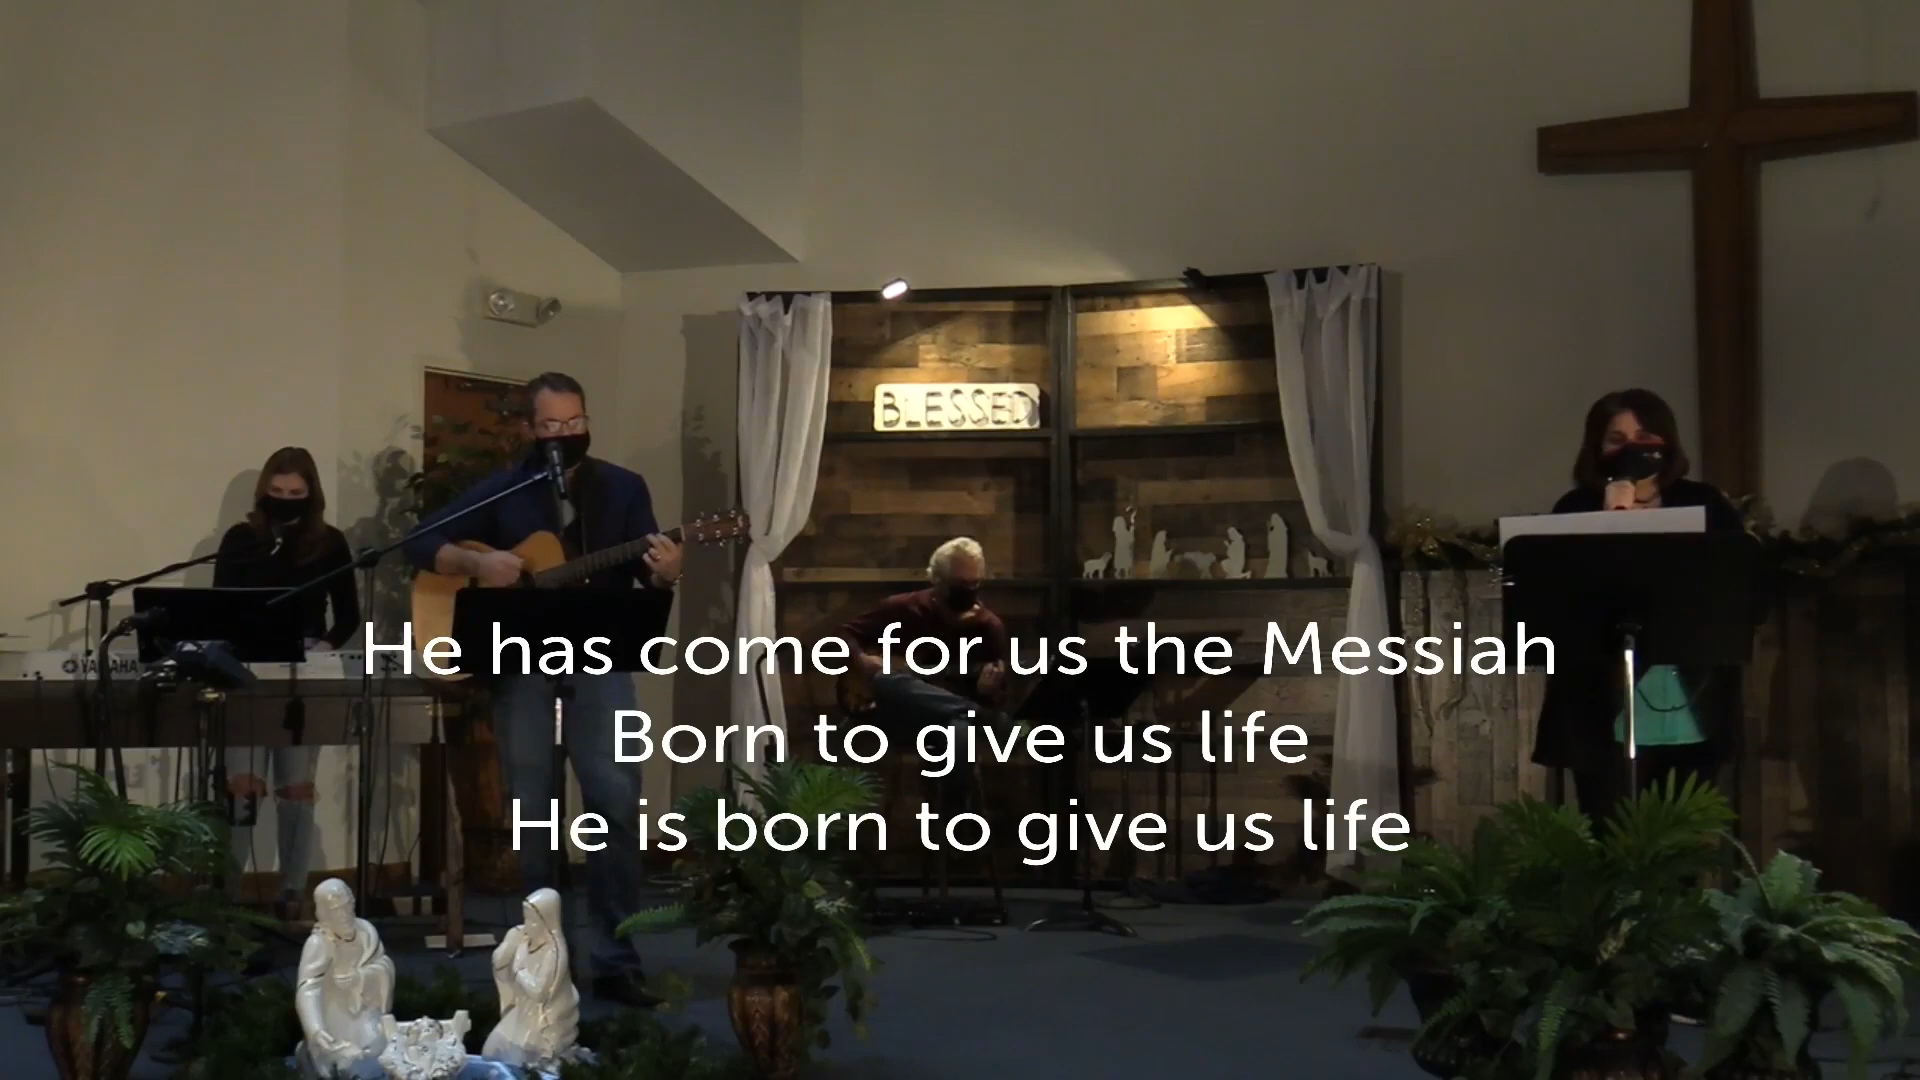 BLESSED
YAMAHA
He has come for us the Messiah
Born to give us life
He is born to give us life